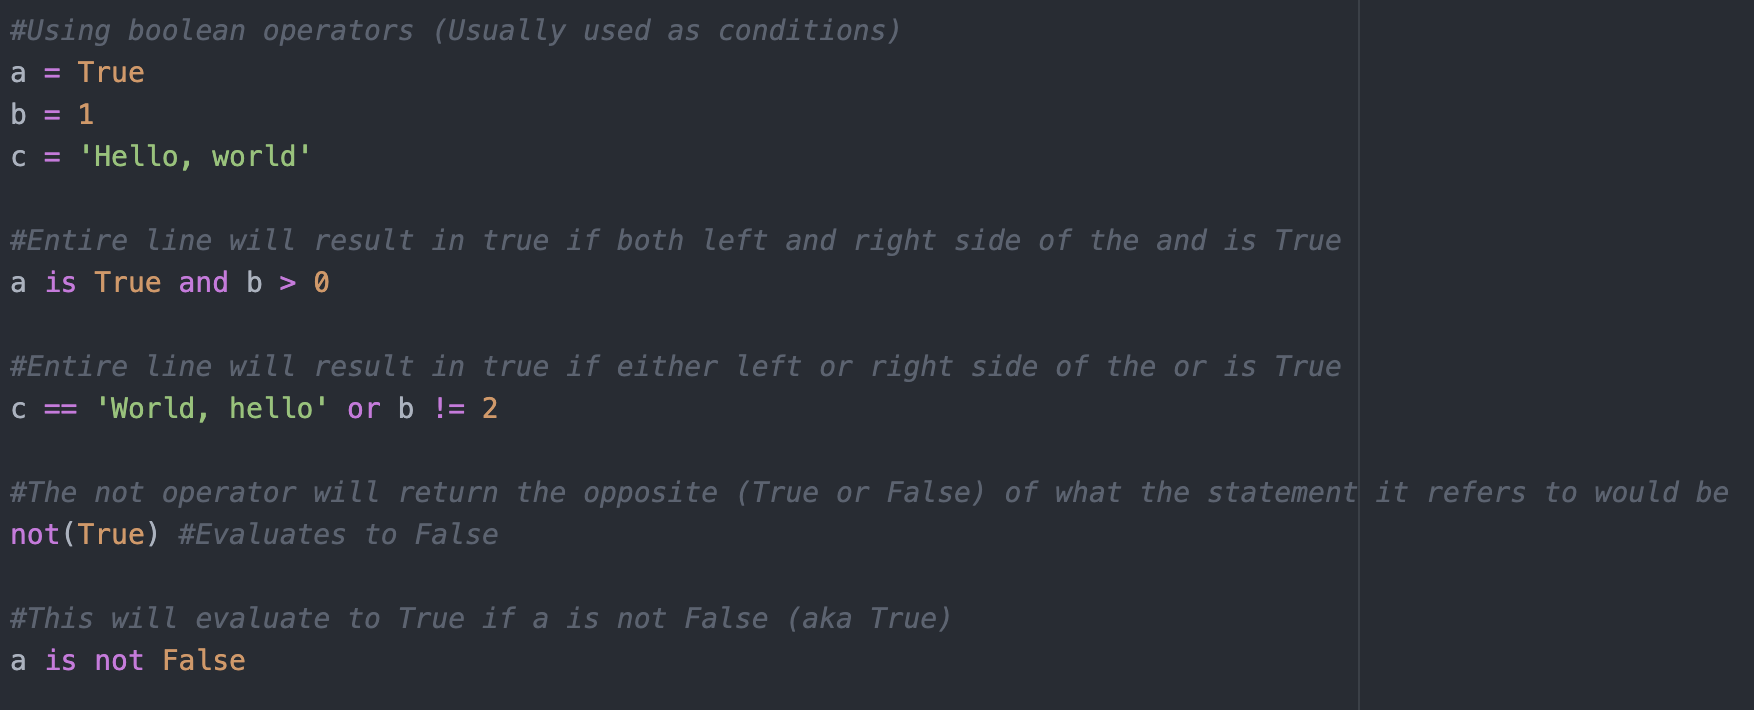 #Using boolean operators (Usually used as conditions)
a = True
b = 1
c = 'Hello, world'
#Entire line will result in true if both left and right side of the and is True
a is True and b > 0
#Entire line will result in true if either left or right side of the or is True
c == 'World, hello' or b != 2
#The not operator will return the opposite (True or False) of what the statement it refers to would be
not(True) #Evaluates to False
#This will evaluate to True if a is not False (aka True)
a is not False